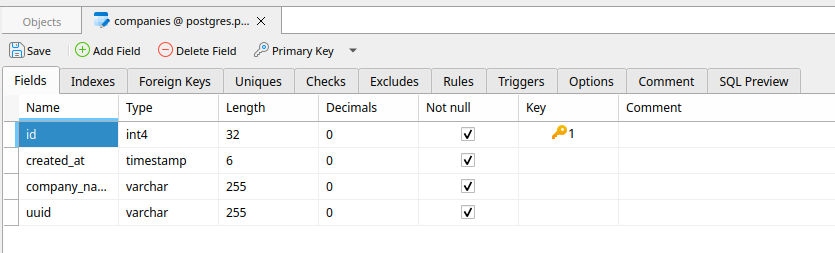 Objects companies @ postgres.p...
Save Add Field Delete Field Primary Key
Fields Indexes Foreign Keys Uniques Checks Excludes Rules Triggers Options Comment SQL Preview
Name Type Length Decimals Not null Key Comment
id int4 32 0 1
created_at timestamp 6 0
company_na... varchar 255 0
uuid varchar 255 0